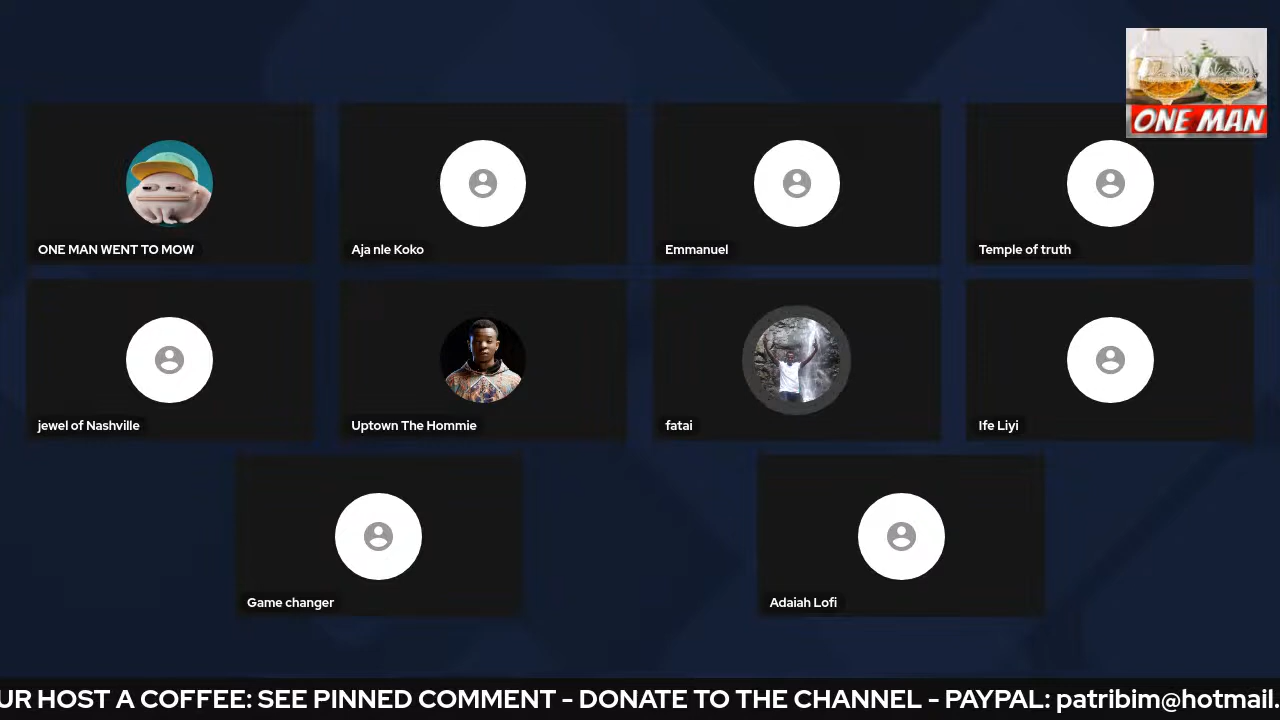 ONE MAN
ONE MAN WENT TO MOW
Aja nle Koko
Emmanuel
Temple of truth
jewel of Nashville
Uptown The Hommie
fatai
Ife Liyi
Game changer
Adaiah Lofi
UR HOST A COFFEE: SEE PINNED COMMENT - DONATE TO THE CHANNEL - PAYPAL: patribim@hotmail.